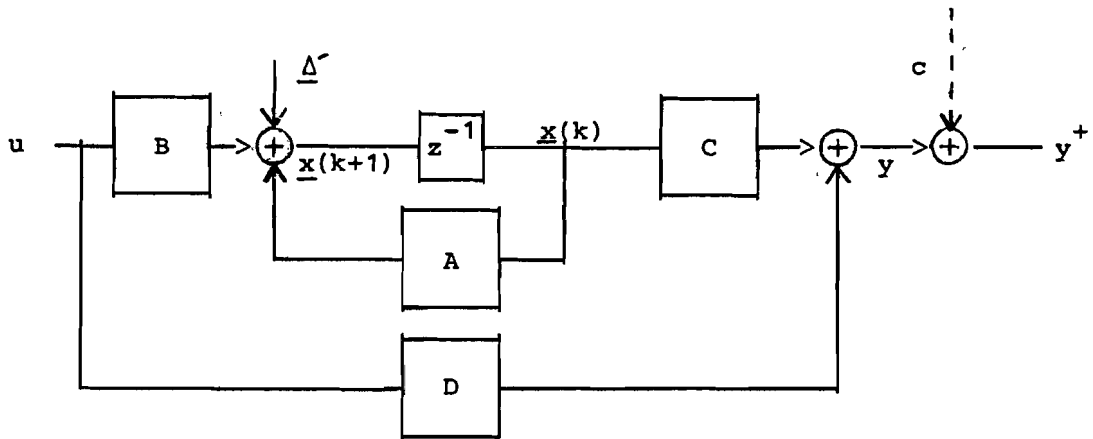 Δ´
c
u
B
+
x(k+1)
z⁻¹
x(k)
C
+
y
+
y⁺
A
D